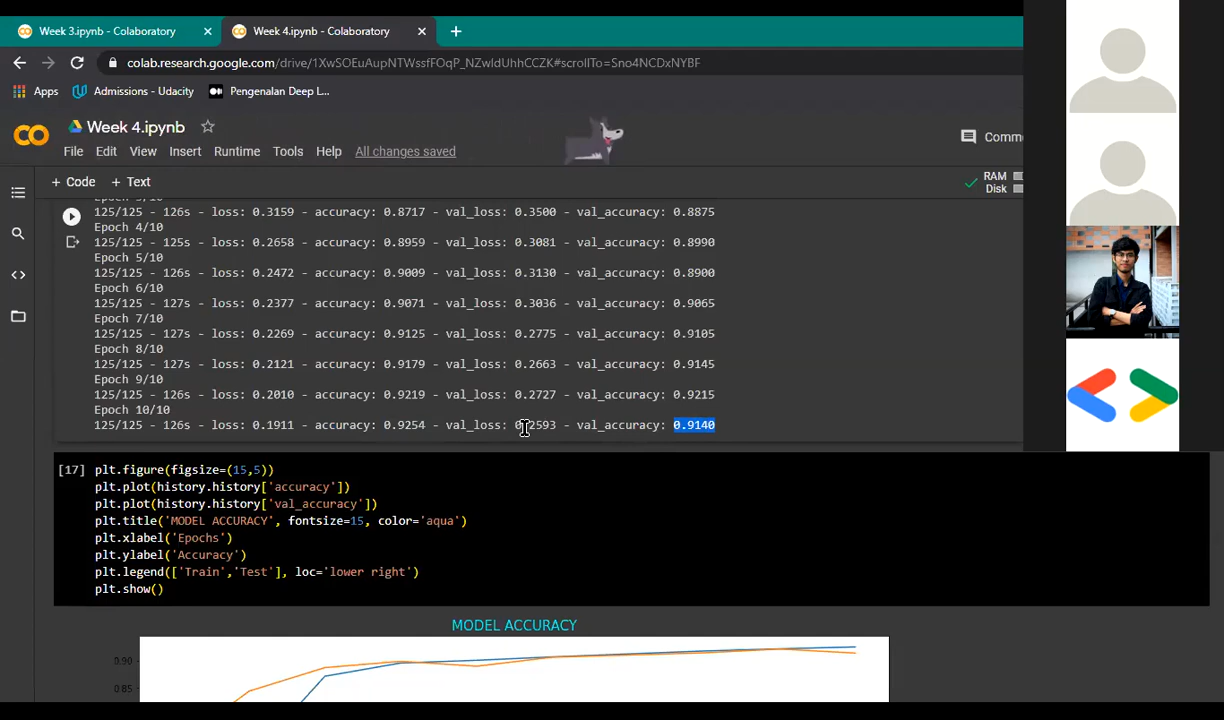 Week 3.ipynb - Colaboratory
Week 4.ipynb - Colaboratory
colab.research.google.com/drive/1XwSOEuAupNTWssfFOqP_NZwIdUhhCCZK#scrollTo=Sno4NCDxNYBF
Apps
Admissions - Udacity
Pengenalan Deep L...
Week 4.ipynb
File Edit View Insert Runtime Tools Help All changes saved
Comme
+ Code + Text
RAM
Disk
125/125 - 126s - loss: 0.3159 - accuracy: 0.8717 - val_loss: 0.3500 - val_accuracy: 0.8875
Epoch 4/10
125/125 - 125s - loss: 0.2658 - accuracy: 0.8959 - val_loss: 0.3081 - val_accuracy: 0.8990
Epoch 5/10
125/125 - 126s - loss: 0.2472 - accuracy: 0.9009 - val_loss: 0.3130 - val_accuracy: 0.8900
Epoch 6/10
125/125 - 127s - loss: 0.2377 - accuracy: 0.9071 - val_loss: 0.3036 - val_accuracy: 0.9065
Epoch 7/10
125/125 - 127s - loss: 0.2269 - accuracy: 0.9125 - val_loss: 0.2775 - val_accuracy: 0.9105
Epoch 8/10
125/125 - 127s - loss: 0.2121 - accuracy: 0.9179 - val_loss: 0.2663 - val_accuracy: 0.9145
Epoch 9/10
125/125 - 126s - loss: 0.2010 - accuracy: 0.9219 - val_loss: 0.2727 - val_accuracy: 0.9215
Epoch 10/10
125/125 - 126s - loss: 0.1911 - accuracy: 0.9254 - val_loss: 0.2593 - val_accuracy: 0.9140
[17] plt.figure(figsize=(15,5))
plt.plot(history.history['accuracy'])
plt.plot(history.history['val_accuracy'])
plt.title('MODEL ACCURACY', fontsize=15, color='aqua')
plt.xlabel('Epochs')
plt.ylabel('Accuracy')
plt.legend(['Train','Test'], loc='lower right')
plt.show()
MODEL ACCURACY
0.90
0.85